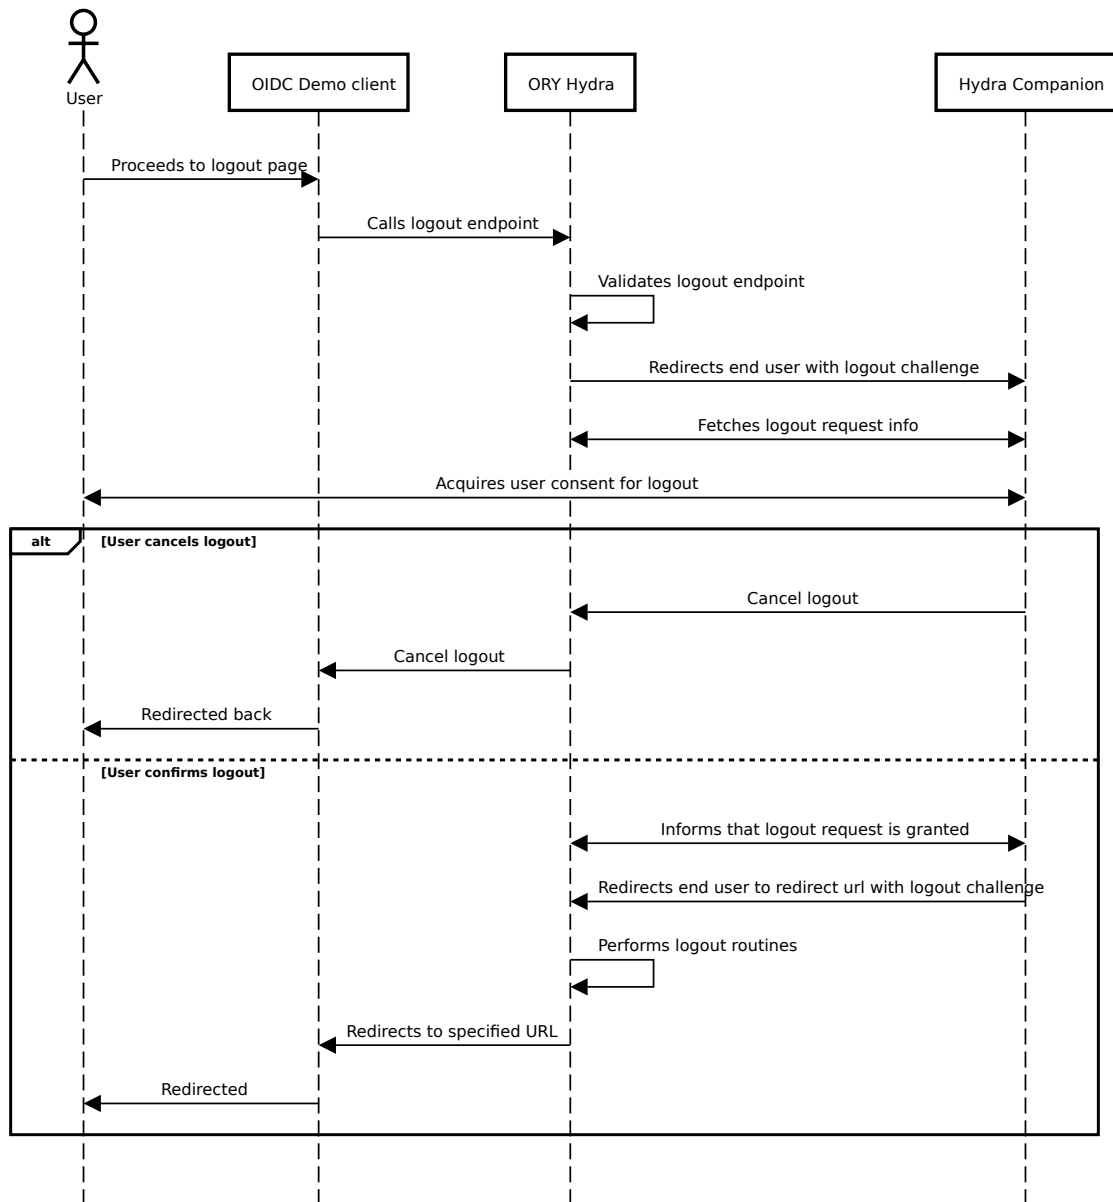 User
OIDC Demo client
ORY Hydra
Hydra Companion
Proceeds to logout page
Calls logout endpoint
Validates logout endpoint
Redirects end user with logout challenge
Fetches logout request info
Acquires user consent for logout
alt
[User cancels logout]
Cancel logout
Cancel logout
Redirected back
[User confirms logout]
Informs that logout request is granted
Redirects end user to redirect url with logout challenge
Performs logout routines
Redirects to specified URL
Redirected